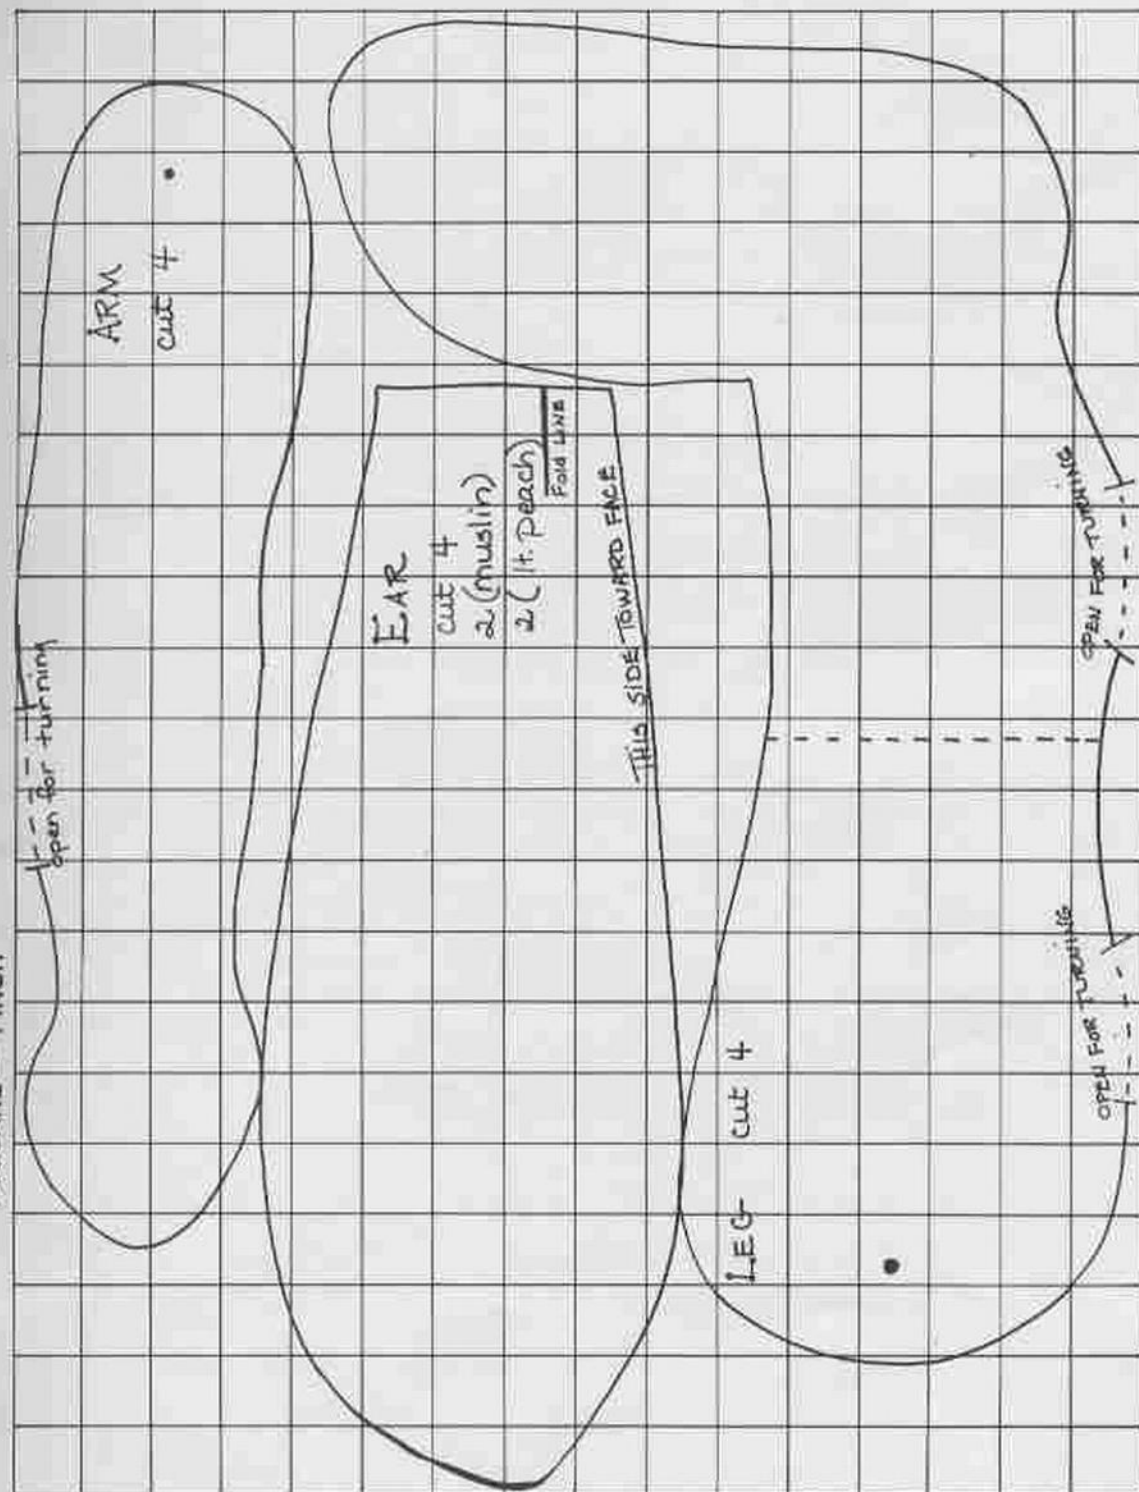 ARM
cut 4
open for turning
EAR
cut 4
2 (muslin)
2 (lt. peach)
Fold LINE
THIS SIDE TOWARD FACE
LEG cut 4
OPEN FOR TURNING
OPEN FOR TURNING